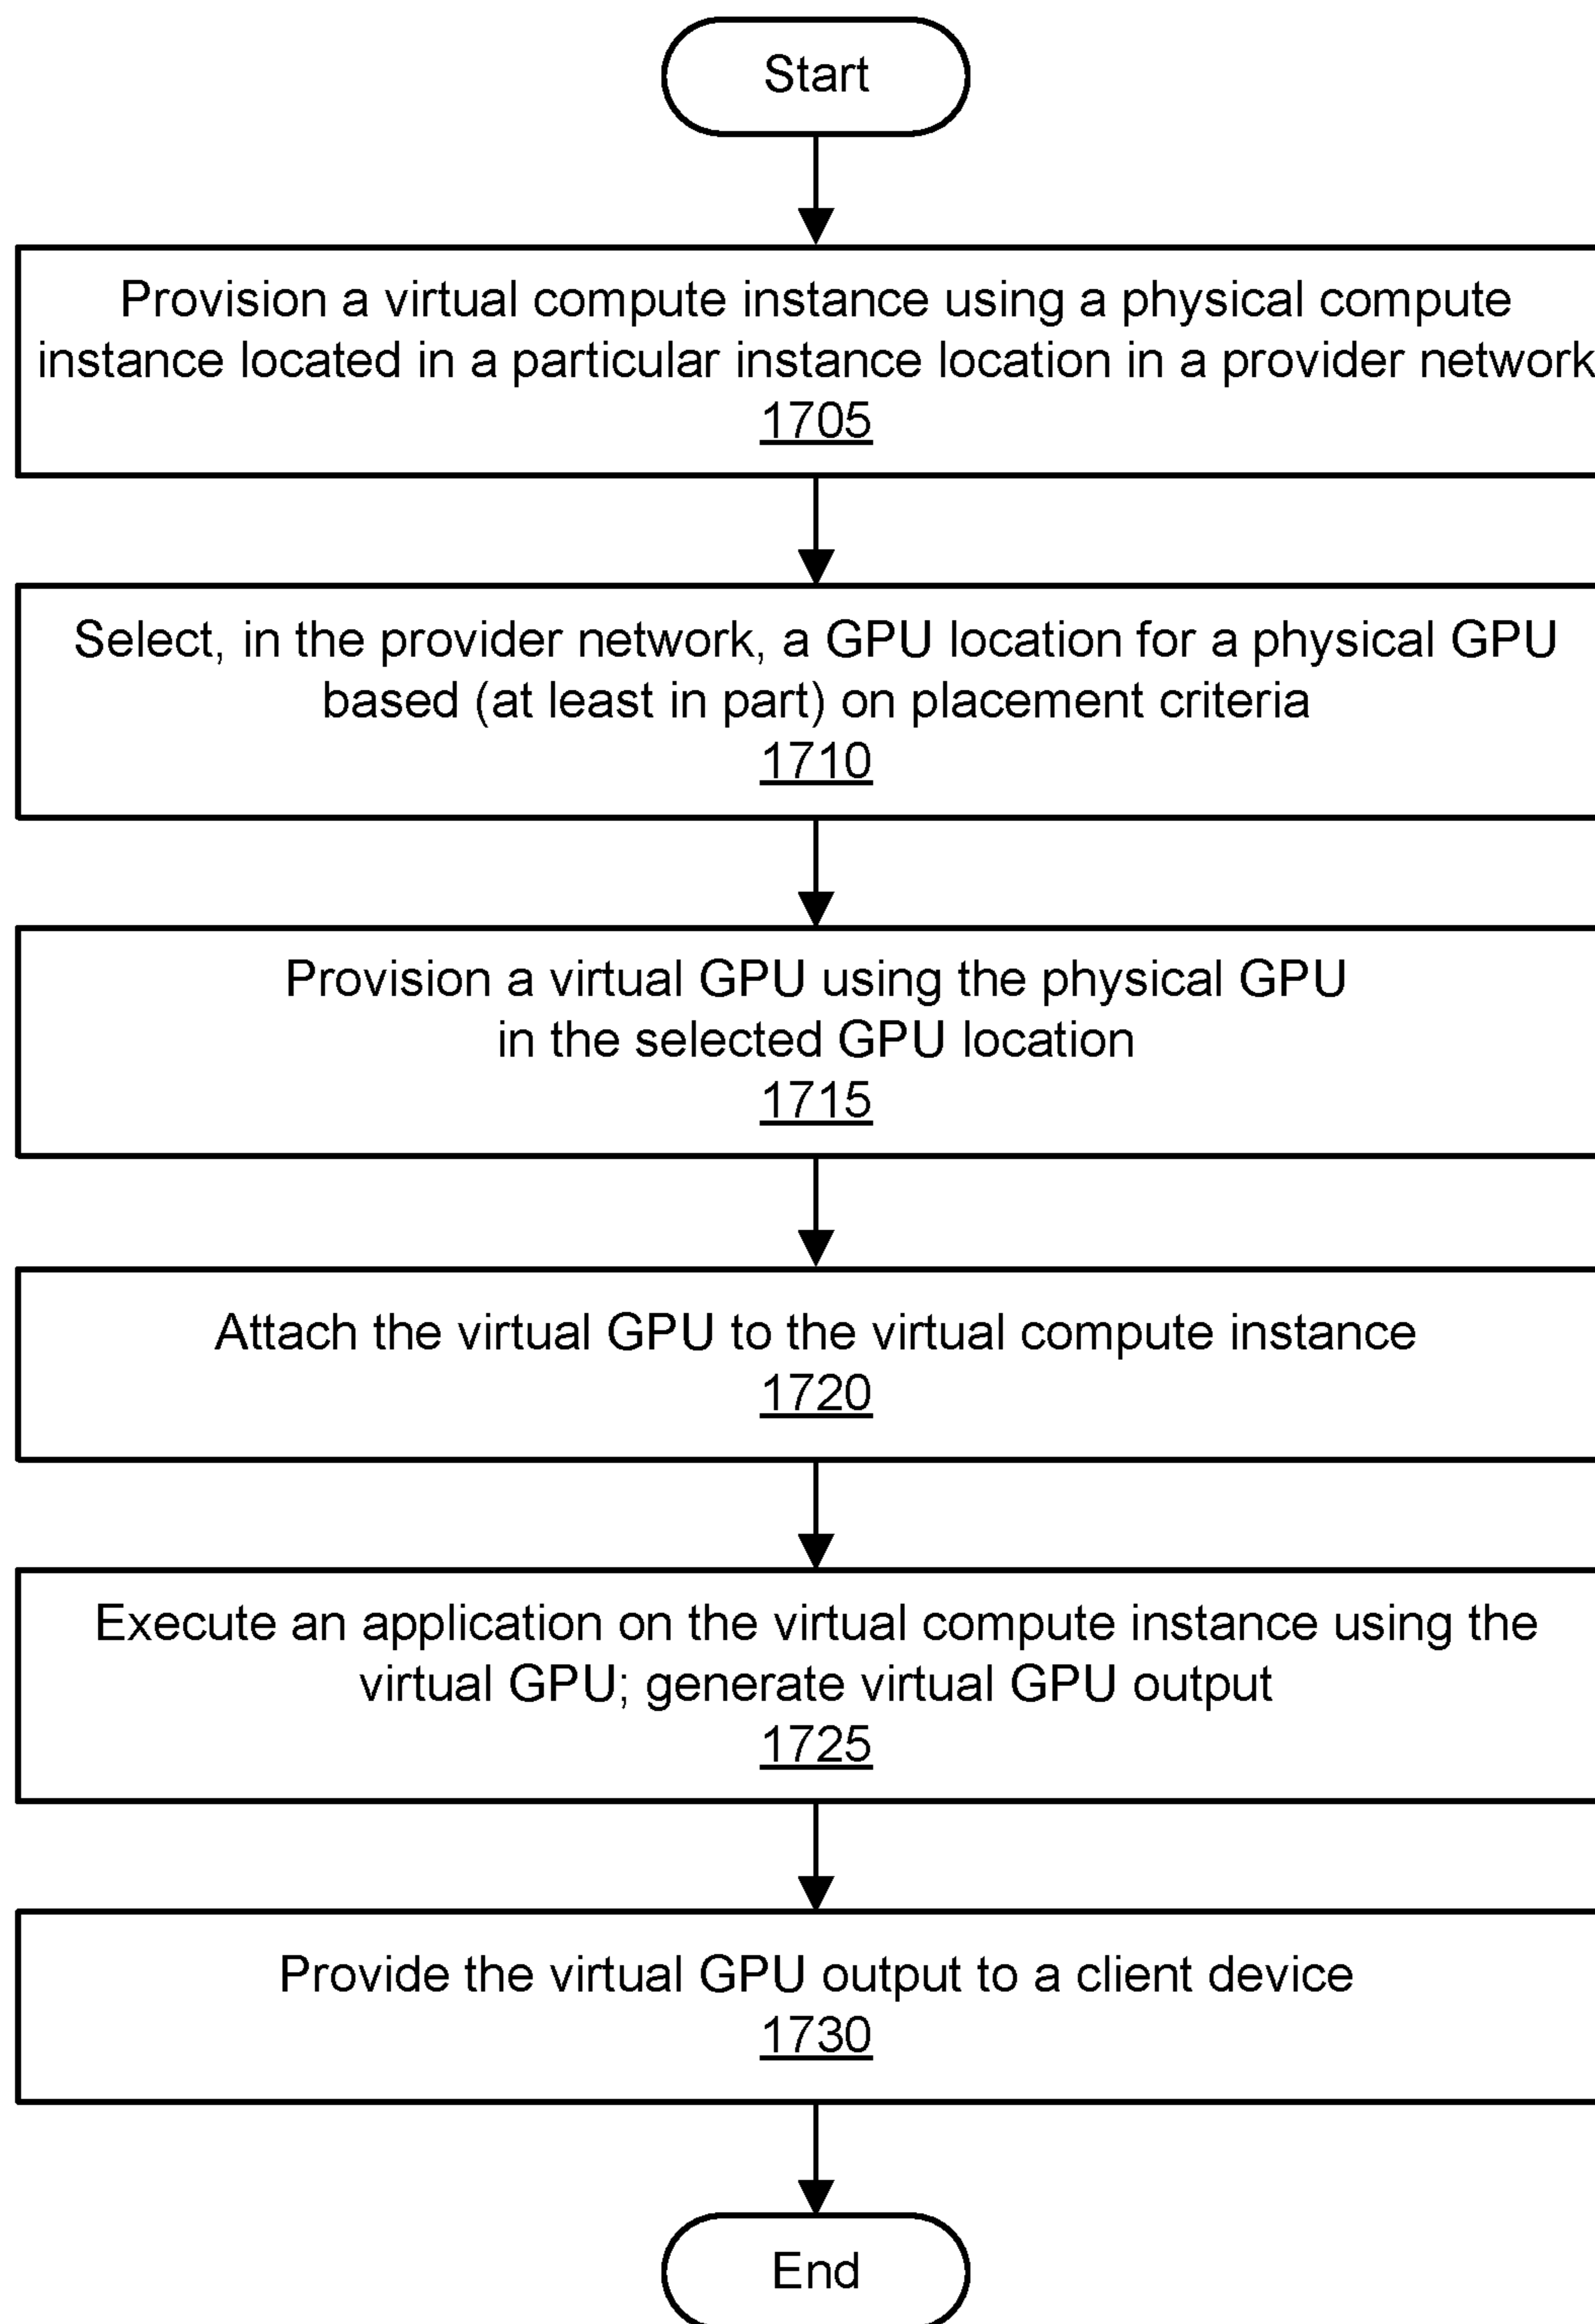 Start
Provision a virtual compute instance using a physical compute
instance located in a particular instance location in a provider network
1705
Select, in the provider network, a GPU location for a physical GPU
based (at least in part) on placement criteria
1710
Provision a virtual GPU using the physical GPU
in the selected GPU location
1715
Attach the virtual GPU to the virtual compute instance
1720
Execute an application on the virtual compute instance using the
virtual GPU; generate virtual GPU output
1725
Provide the virtual GPU output to a client device
1730
End